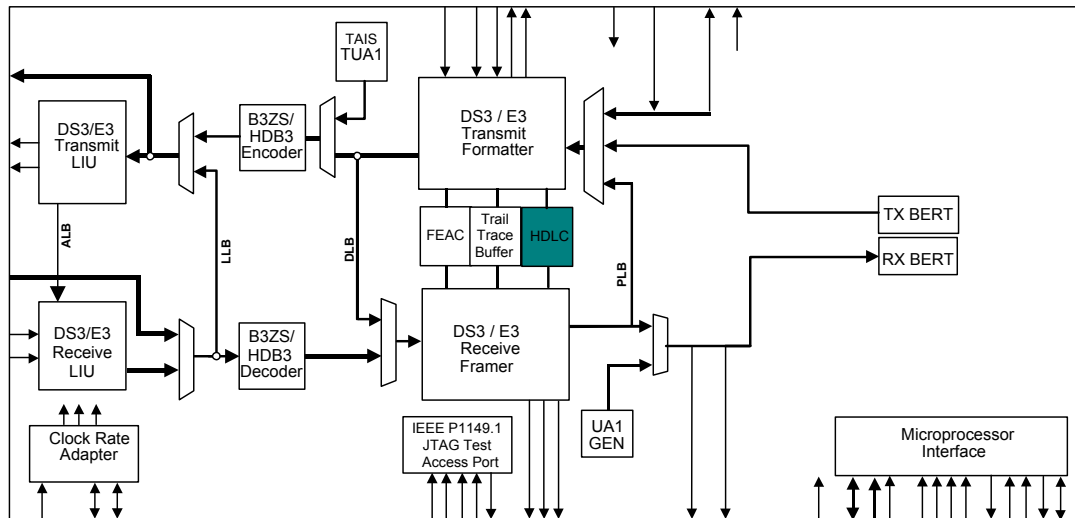 TAIS
TUA1
DS3/E3
Transmit
LIU
B3ZS/
HDB3
Encoder
DS3 / E3
Transmit
Formatter
ALB
LLB
DLB
FEAC
Trail
Trace
Buffer
HDLC
PLB
TX BERT
RX BERT
DS3/E3
Receive
LIU
B3ZS/
HDB3
Decoder
DS3 / E3
Receive
Framer
Clock Rate
Adapter
IEEE P1149.1
JTAG Test
Access Port
UA1
GEN
Microprocessor
Interface